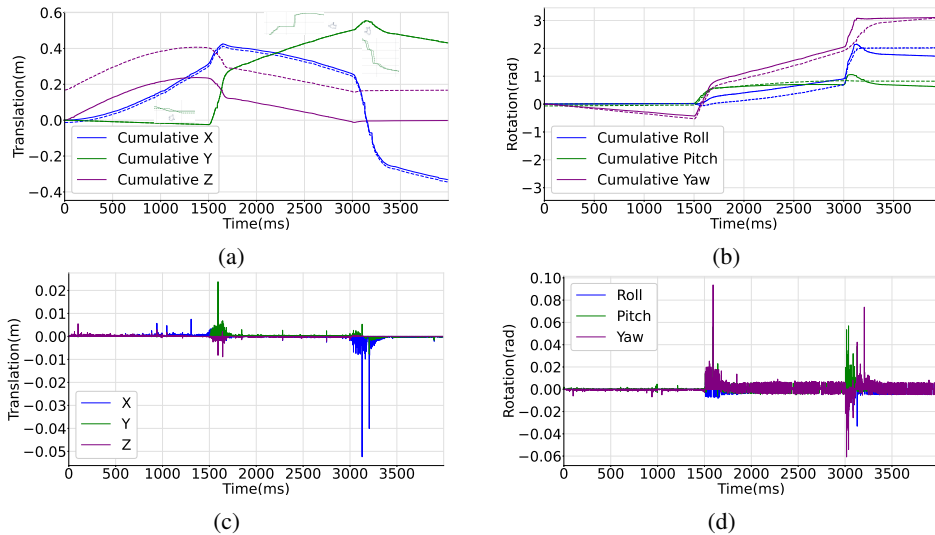 0.6
0.4
0.2
0.0
−0.2
−0.4
Translation(m)
Cumulative X
Cumulative Y
Cumulative Z
0 500 1000 1500 2000 2500 3000 3500
Time(ms)
(a)
3
2
1
0
−1
−2
−3
Rotation(rad)
Cumulative Roll
Cumulative Pitch
Cumulative Yaw
0 500 1000 1500 2000 2500 3000 3500
Time(ms)
(b)
0.02
0.01
0.00
−0.01
−0.02
−0.03
−0.04
−0.05
Translation(m)
X
Y
Z
0 500 1000 1500 2000 2500 3000 3500
Time(ms)
(c)
0.10
0.08
0.06
0.04
0.02
0.00
−0.02
−0.04
−0.06
Rotation(rad)
Roll
Pitch
Yaw
0 500 1000 1500 2000 2500 3000 3500
Time(ms)
(d)